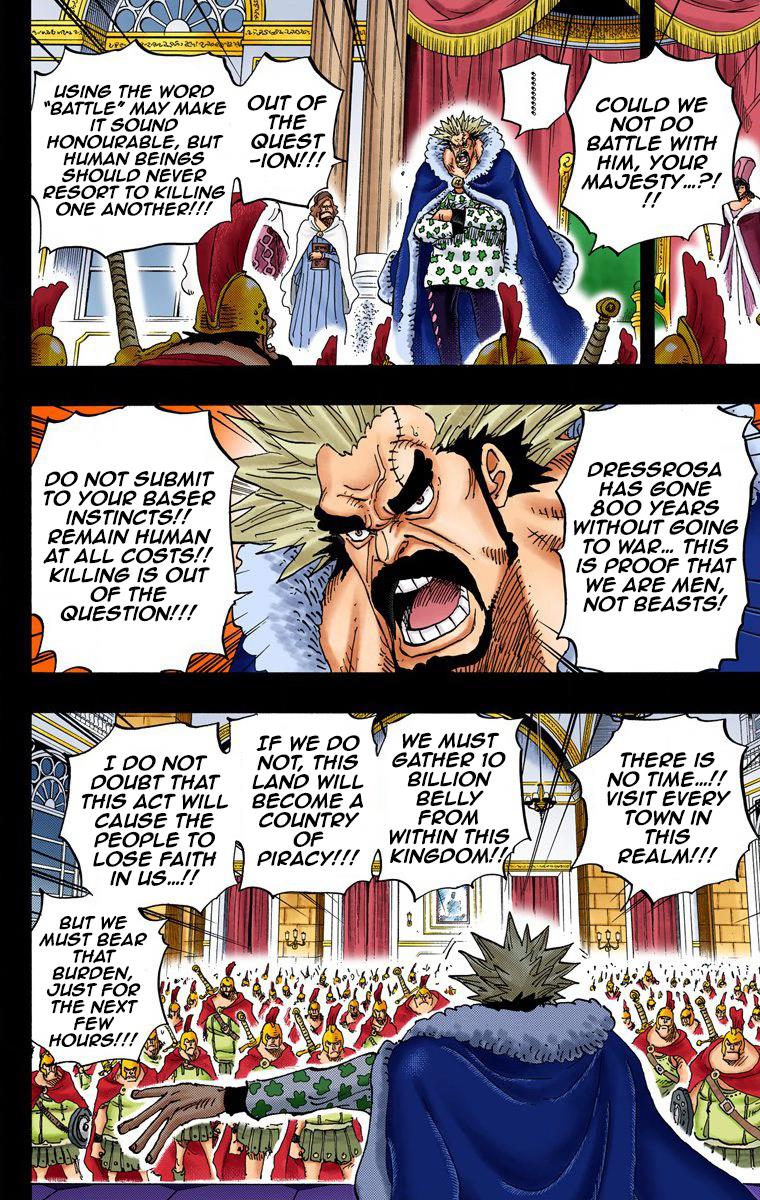 COULD WE
NOT DO
BATTLE WITH
HIM, YOUR
MAJESTY...?!
!!
..........
OUT OF
THE
QUEST
-ION!!!
USING THE WORD
"BATTLE" MAY MAKE
IT SOUND
HONOURABLE, BUT
HUMAN BEINGS
SHOULD NEVER
RESORT TO KILLING
ONE ANOTHER!!!
DRESSROSA
HAS GONE
800 YEARS
WITHOUT GOING
TO WAR... THIS
IS PROOF THAT
WE ARE MEN,
NOT BEASTS!
DO NOT SUBMIT
TO YOUR BASER
INSTINCTS!!
REMAIN HUMAN
AT ALL COSTS!!
KILLING IS OUT
OF THE
QUESTION!!!
THERE IS
NO TIME...!!
VISIT EVERY
TOWN IN
THIS
REALM!!!
WE MUST
GATHER 10
BILLION
BELLY
FROM
WITHIN THIS
KINGDOM!!
IF WE DO
NOT, THIS
LAND WILL
BECOME A
COUNTRY
OF
PIRACY!!!
I DO NOT
DOUBT THAT
THIS ACT WILL
CAUSE THE
PEOPLE TO
LOSE FAITH
IN US...!!
BUT WE
MUST BEAR
THAT
BURDEN,
JUST FOR
THE NEXT
FEW
HOURS!!!